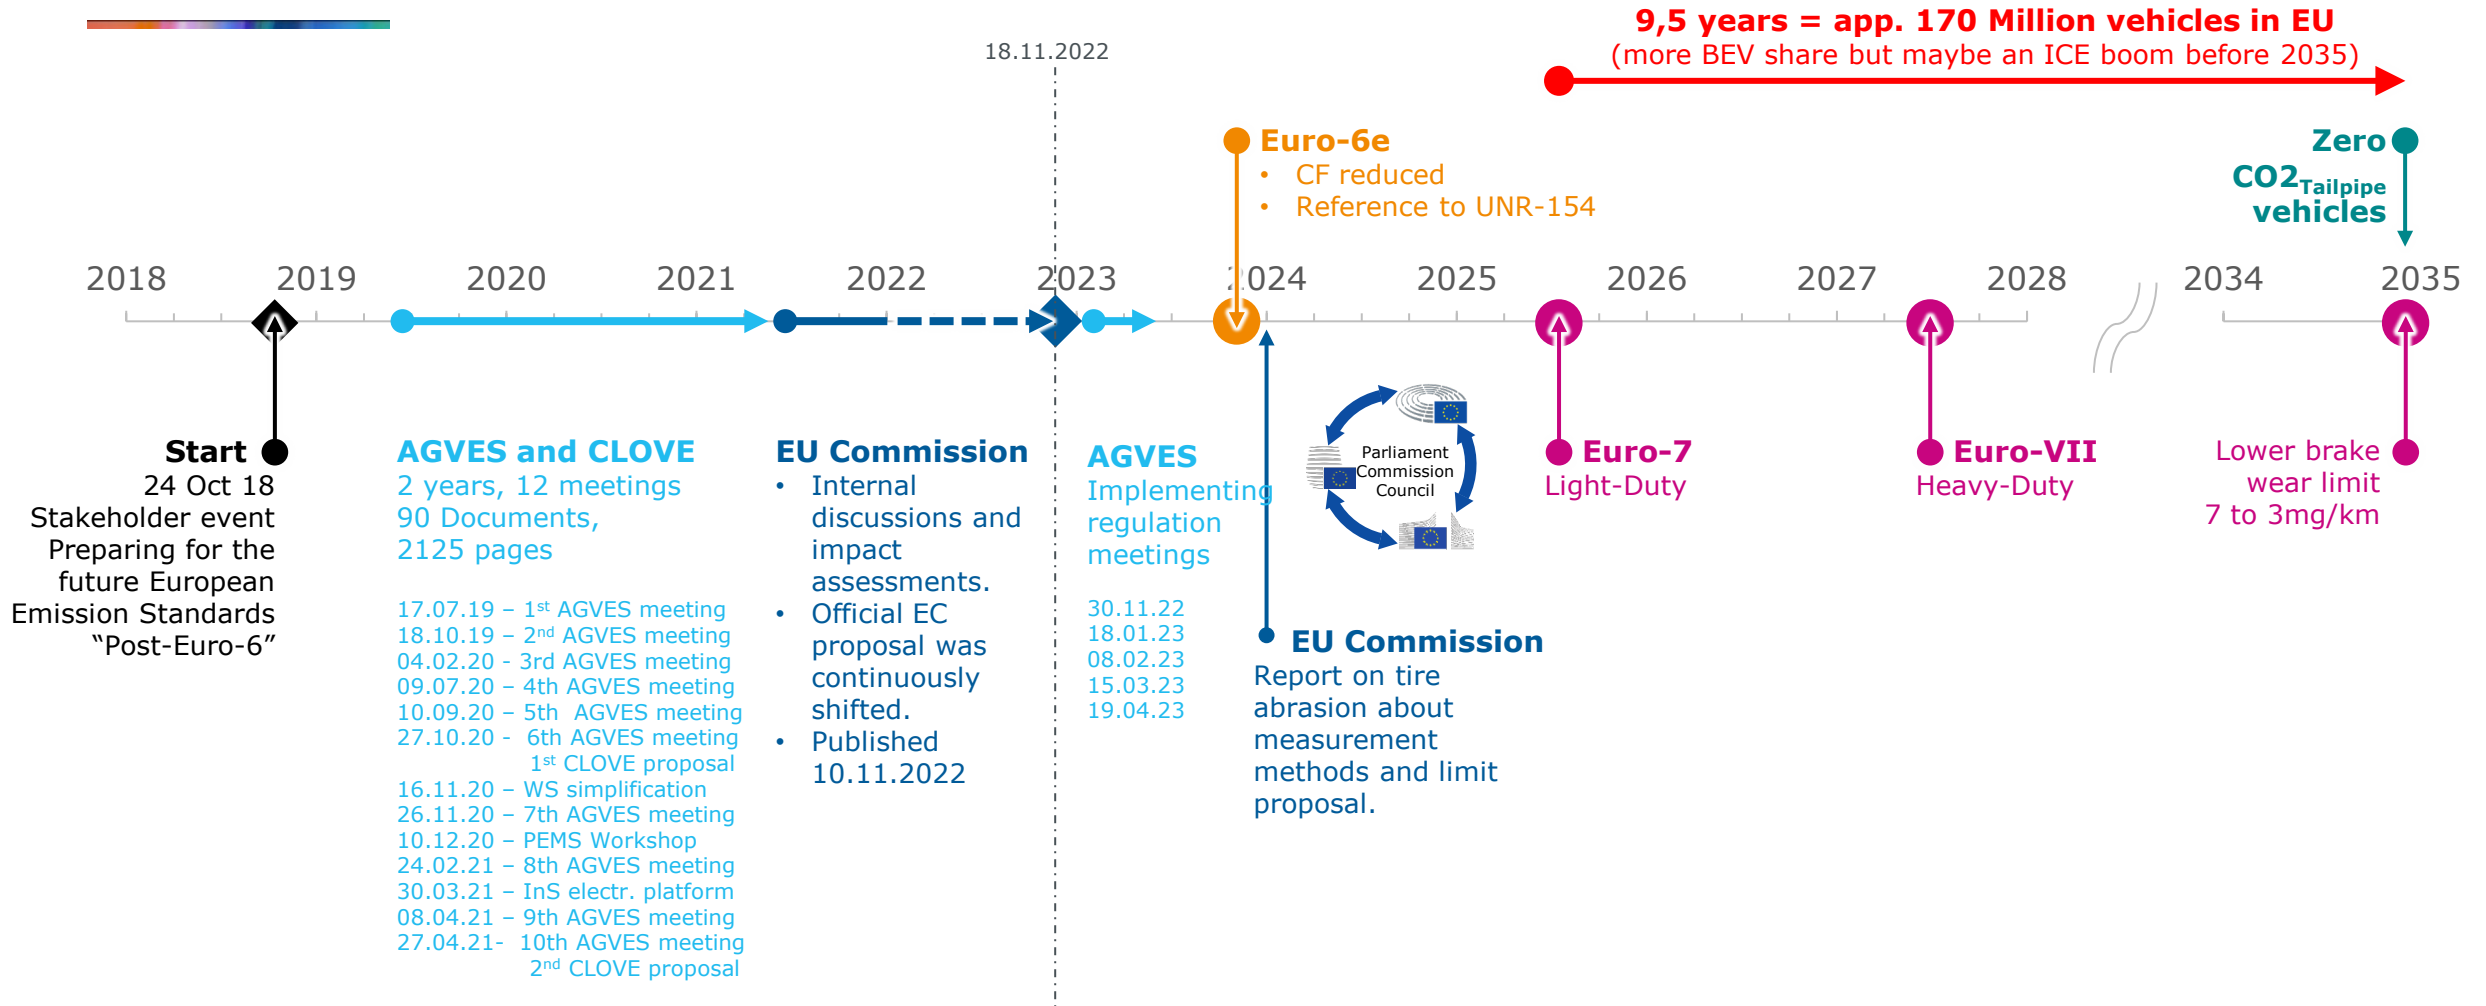 9,5 years = app. 170 Million vehicles in EU
(more BEV share but maybe an ICE boom before 2035)
18.11.2022
Euro-6e
• CF reduced
• Reference to UNR-154
Zero
CO2Tailpipe
vehicles
2018 2019 2020 2021 2022 2023 2024 2025 2026 2027 2028 2034 2035
Start
24 Oct 18
Stakeholder event
Preparing for the
future European
Emission Standards
“Post-Euro-6”
AGVES and CLOVE
2 years, 12 meetings
90 Documents,
2125 pages
17.07.19 – 1st AGVES meeting
18.10.19 – 2nd AGVES meeting
04.02.20 - 3rd AGVES meeting
09.07.20 – 4th AGVES meeting
10.09.20 – 5th AGVES meeting
27.10.20 - 6th AGVES meeting
1st CLOVE proposal
16.11.20 – WS simplification
26.11.20 – 7th AGVES meeting
10.12.20 – PEMS Workshop
24.02.21 – 8th AGVES meeting
30.03.21 – InS electr. platform
08.04.21 – 9th AGVES meeting
27.04.21- 10th AGVES meeting
2nd CLOVE proposal
EU Commission
• Internal
discussions and
impact
assessments.
• Official EC
proposal was
continuously
shifted.
• Published
10.11.2022
AGVES
Implementing
regulation
meetings
30.11.22
18.01.23
08.02.23
15.03.23
19.04.23
Parliament
Commission
Council
EU Commission
Report on tire
abrasion about
measurement
methods and limit
proposal.
Euro-7
Light-Duty
Euro-VII
Heavy-Duty
Lower brake
wear limit
7 to 3mg/km